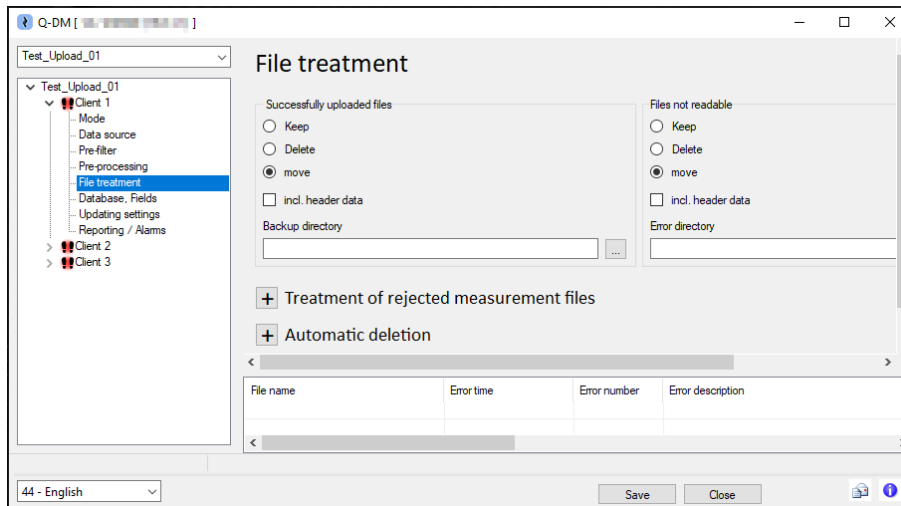 Q-DM [ ]
Test_Upload_01
Test_Upload_01
Client 1
Mode
Data source
Pre-filter
Pre-processing
File treatment
Database, Fields
Updating settings
Reporting / Alarms
Client 2
Client 3
File treatment
Successfully uploaded files
Keep
Delete
move
incl. header data
Backup directory
...
Files not readable
Keep
Delete
move
incl. header data
Error directory
+ Treatment of rejected measurement files
+ Automatic deletion
File name Error time Error number Error description
44 - English
Save Close